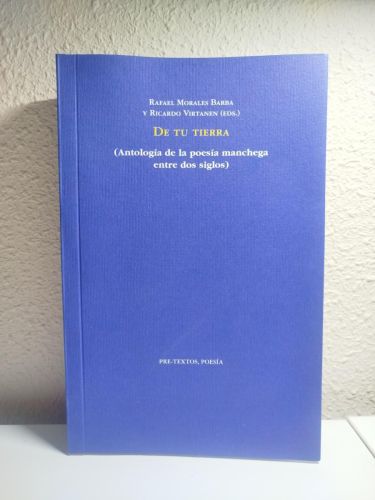 Rafael Morales Barba
y Ricardo Virtanen (eds.)
De tu tierra
(Antología de la poesía manchega
entre dos siglos)
PRE-TEXTOS, POESÍA